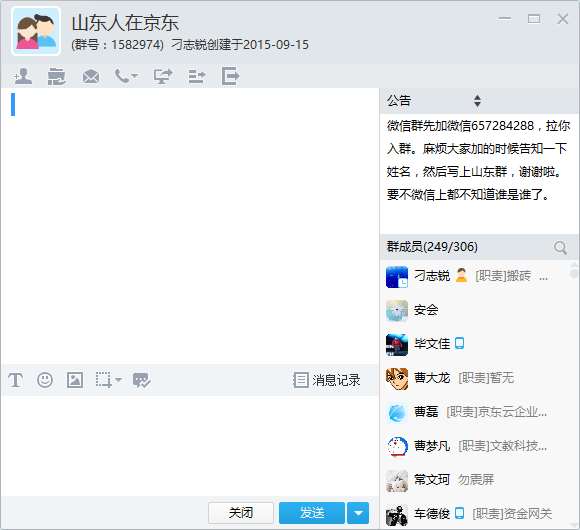 山东人在京东
(群号：1582974) 刁志锐创建于2015-09-15
公告
微信群先加微信657284288，拉你
入群。麻烦大家加的时候告知一下
姓名，然后写上山东群，谢谢啦。
要不微信上都不知道谁是谁了。
群成员(249/306)
刁志锐 [职责]搬砖 ...
安会
毕文佳
曹大龙 [职责]暂无
曹磊 [职责]京东云企业...
曹梦凡 [职责]文教科技...
常文珂 勿震屏
车德俊 [职责]资金网关
消息记录
关闭
发送